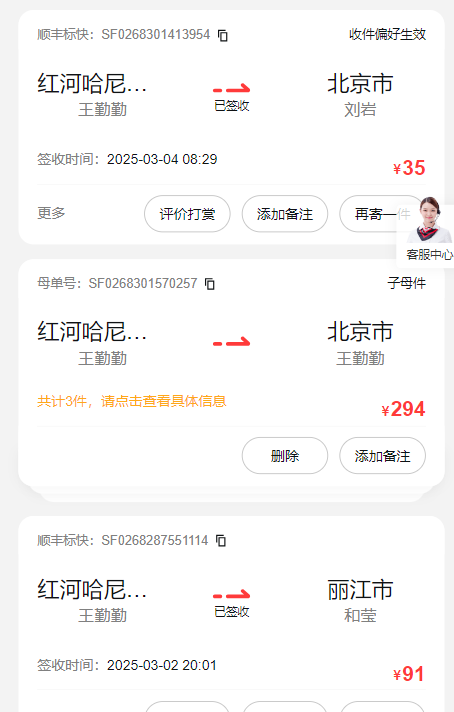 顺丰标快：SF0268301413954 收件偏好生效
红河哈尼… 北京市
王勤勤 已签收 刘岩
签收时间：2025-03-04 08:29
¥35
更多 评价打赏 添加备注 再寄一件
客服中心
母单号：SF0268301570257 子母件
红河哈尼… 北京市
王勤勤 王勤勤
共计3件，请点击查看具体信息
¥294
删除 添加备注
顺丰标快：SF0268287551114
红河哈尼… 丽江市
王勤勤 已签收 和莹
签收时间：2025-03-02 20:01
¥91